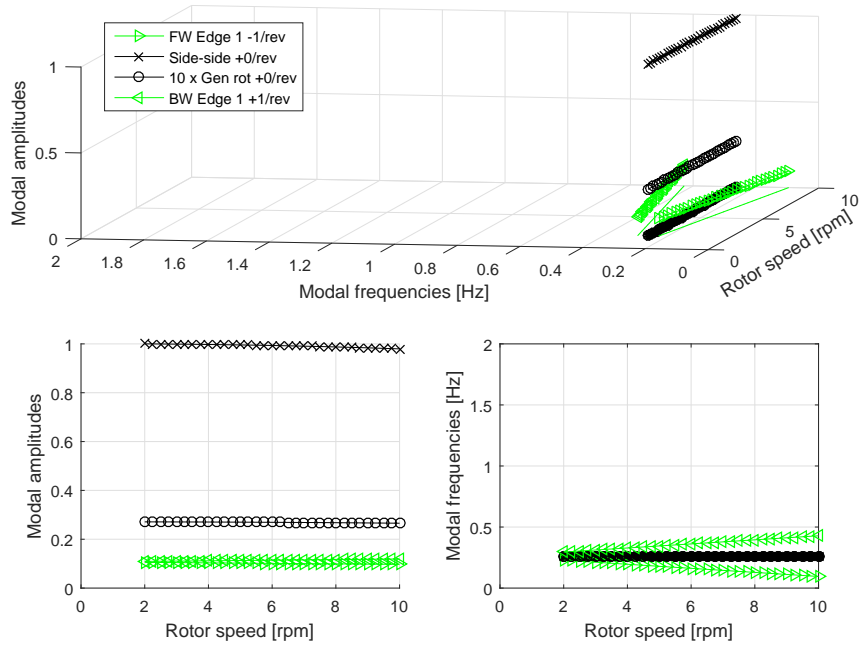 FW Edge 1 -1/rev
Side-side +0/rev
10 x Gen rot +0/rev
BW Edge 1 +1/rev
Modal amplitudes
1
0.5
0
2
1.8
1.6
1.4
1.2
1
0.8
0.6
0.4
0.2
0
Modal frequencies [Hz]
0
5
10
Rotor speed [rpm]
Modal amplitudes
1
0.8
0.6
0.4
0.2
0
0 2 4 6 8 10
Rotor speed [rpm]
Modal frequencies [Hz]
2
1.5
1
0.5
0
0 2 4 6 8 10
Rotor speed [rpm]